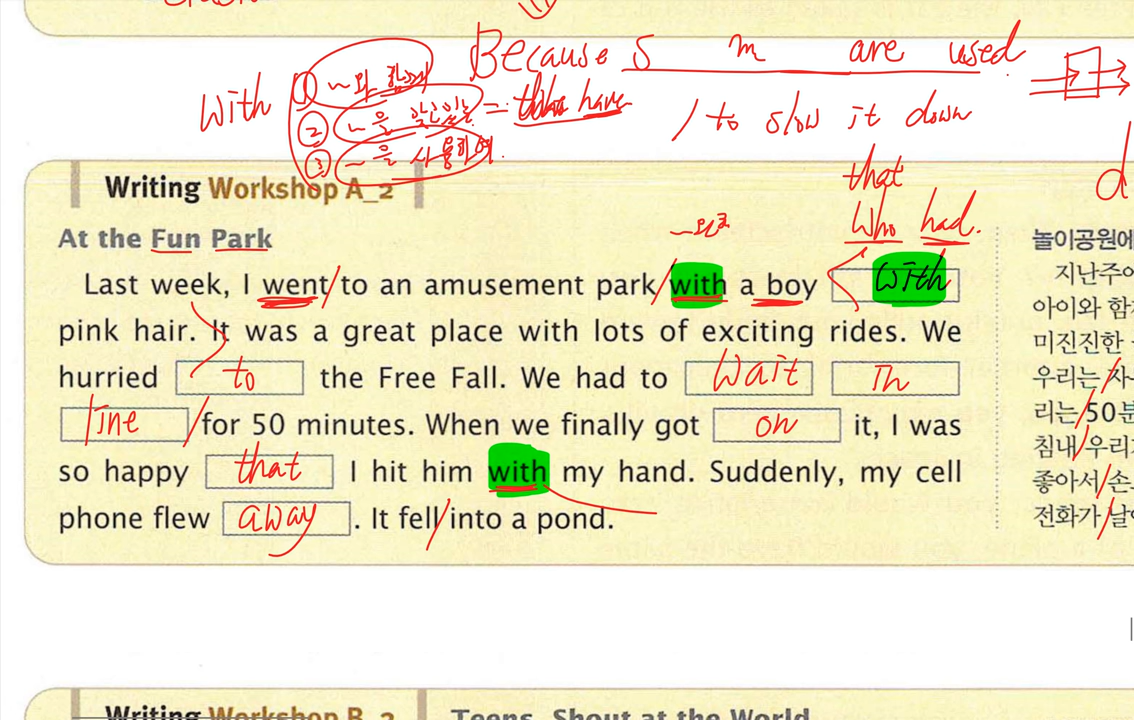 Because S m are used
with ① ~와 함께
② ~을 갖고있는 = who have
/ to slow it down
③ ~을 사용하여.
that
Writing Workshop A_2
who had.
At the Fun Park
놀이공원에
Last week, I went/to an amusement park/with a boy with
지난주이
pink hair. It was a great place with lots of exciting rides. We
아이와 함
미진진한
hurried to the Free Fall. We had to wait in
우리는
line /for 50 minutes. When we finally got on it, I was
리는/50분
침내/우리
so happy that I hit him with my hand. Suddenly, my cell
좋아서/손
phone flew away. It fell/into a pond.
전화가/날
Writing Workshop B_2 Teens, Shout at the World